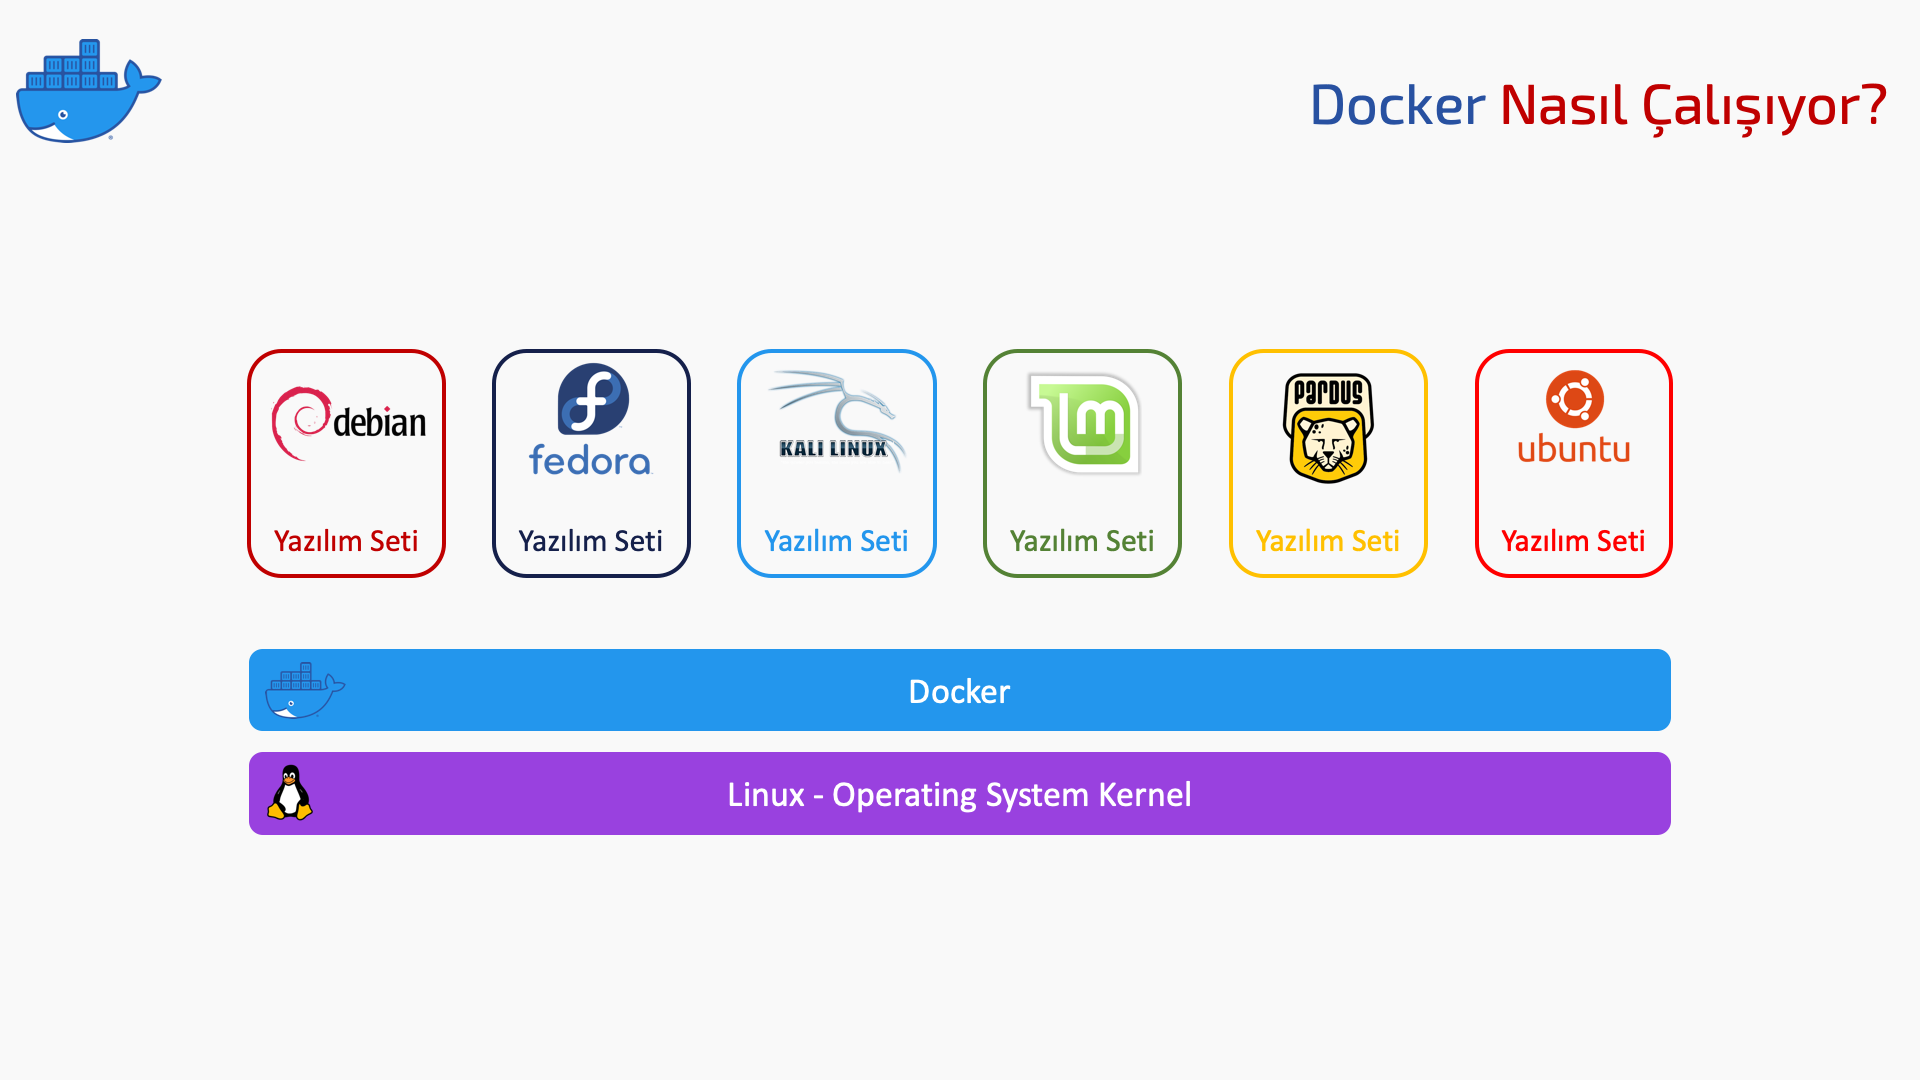 Docker Nasıl Çalışıyor?
debian
fedora
KALI LINUX
lm
PARDUS
ubuntu
Yazılım Seti
Yazılım Seti
Yazılım Seti
Yazılım Seti
Yazılım Seti
Yazılım Seti
Docker
Linux - Operating System Kernel